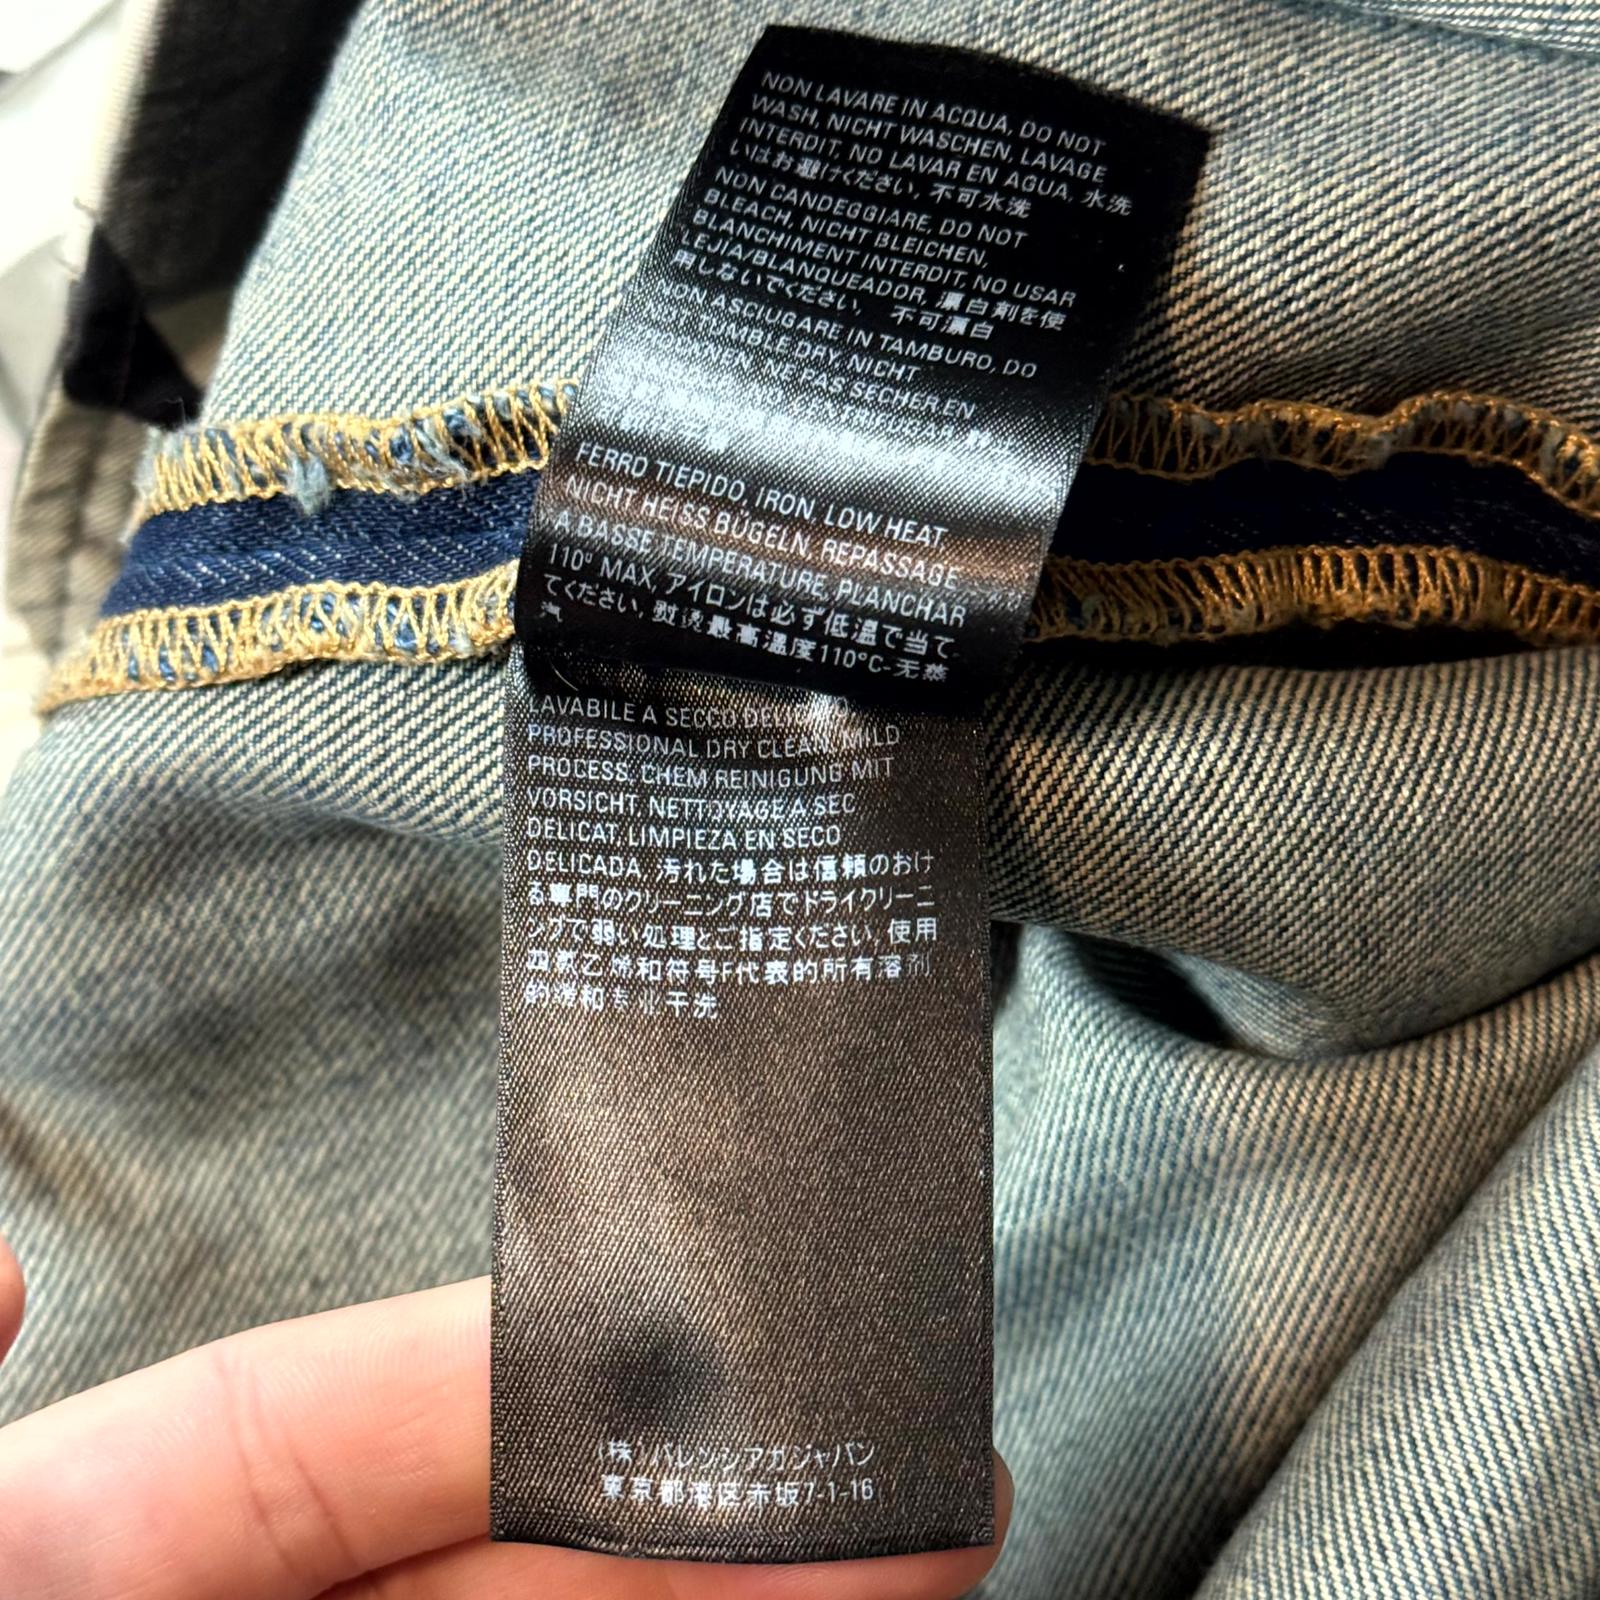 NON LAVARE IN ACQUA, DO NOT
WASH, NICHT WASCHEN, LAVAGE
INTERDIT, NO LAVAR EN AGUA, 水洗
いはお避けください, 不可水洗
NON CANDEGGIARE, DO NOT
BLEACH, NICHT BLEICHEN,
BLANCHIMENT INTERDIT, NO USAR
LEJIA/BLANQUEADOR, 漂白剤を使
用しないでください, 不可漂白
NON ASCIUGARE IN TAMBURO, DO
NOT TUMBLE DRY, NICHT
NE PAS SECHER EN
FERRO TIEPIDO, IRON, LOW HEAT,
NICHT HEISS BÜGELN, REPASSAGE
A BASSE TEMPERATURE, PLANCHAR
110° MAX, アイロンは必ず低温で当て
てください, 熨烫最高温度110°C-无蒸
汽
LAVABILE A SECCO DELICATO,
PROFESSIONAL DRY CLEAN, MILD
PROCESS, CHEM REINIGUNG MIT
VORSICHT, NETTOYAGE A SEC
DELICAT, LIMPIEZA EN SECO
DELICADA, 汚れた場合は信頼のおけ
る専門のクリーニング店でドライクリーニ
ングで弱い処理とご指定ください, 使用
四氯乙烯和符号F代表的所有溶剂
的缓和专业干洗
(株)バレンシアガジャパン
東京都港区赤坂7-1-16